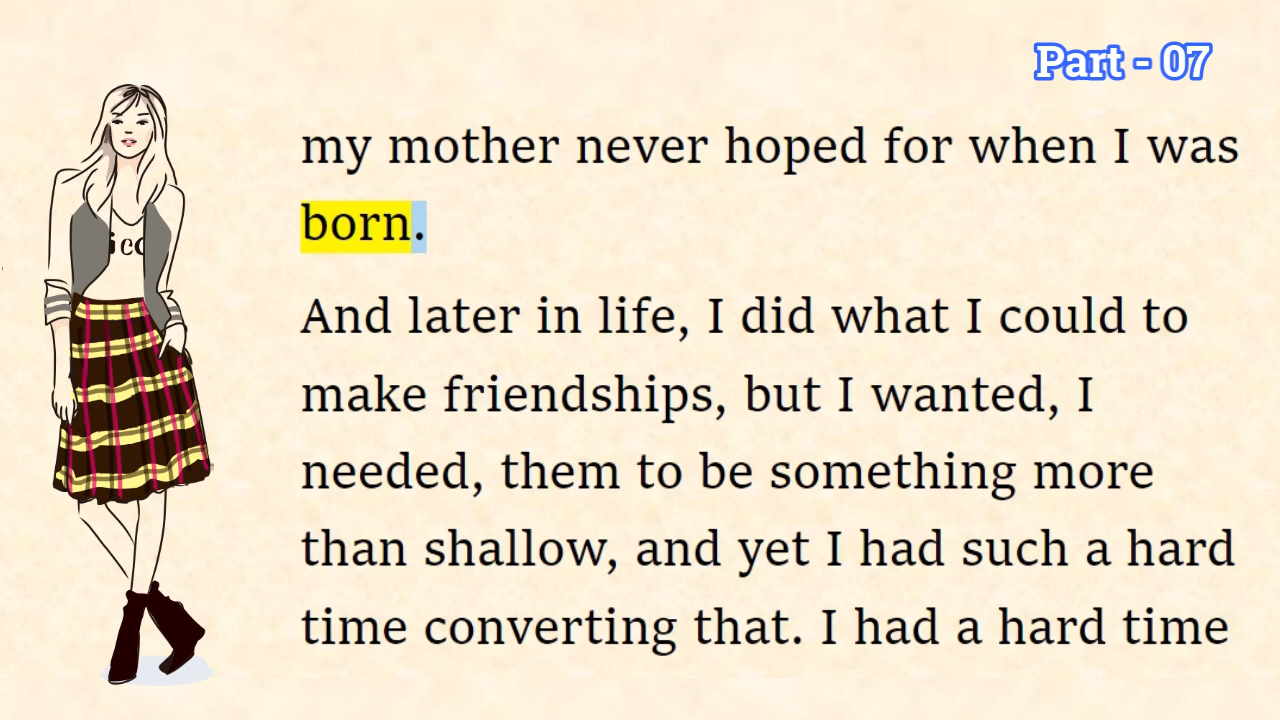 Part - 07
my mother never hoped for when I was
born.
And later in life, I did what I could to
make friendships, but I wanted, I
needed, them to be something more
than shallow, and yet I had such a hard
time converting that. I had a hard time